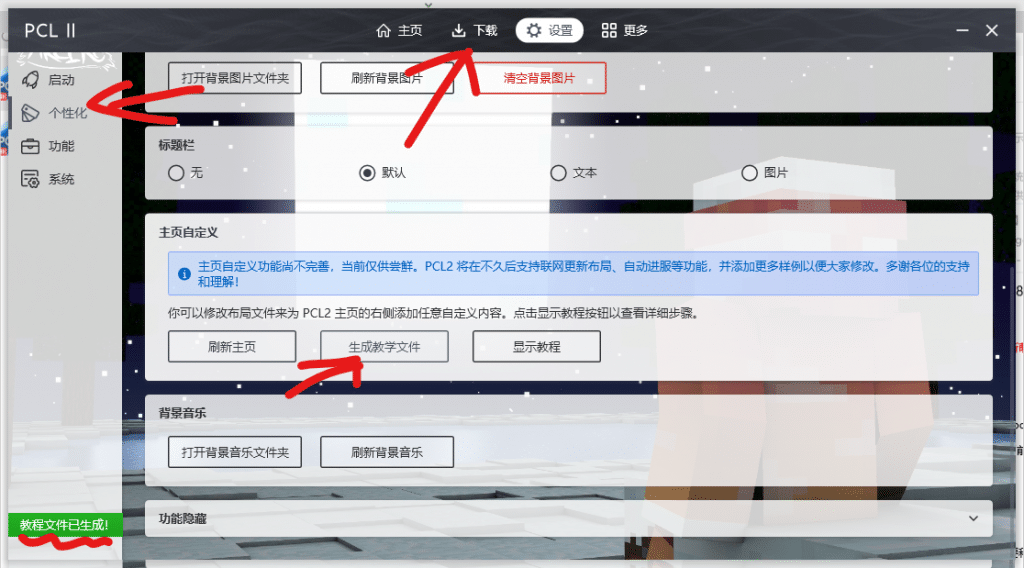 PCL II
主页
下载
设置
更多
启动
个性化
功能
系统
打开背景图片文件夹
刷新背景图片
清空背景图片
标题栏
无
默认
文本
图片
主页自定义
主页自定义功能尚不完善，当前仅供尝鲜。PCL2 将在不久后支持联网更新布局、自动进服等功能，并添加更多样例以便大家修改。多谢各位的支持
和理解！
你可以修改布局文件来为 PCL2 主页的右侧添加任意自定义内容。点击显示教程按钮以查看详细步骤。
刷新主页
生成教学文件
显示教程
背景音乐
打开背景音乐文件夹
刷新背景音乐
功能隐藏
教程文件已生成！